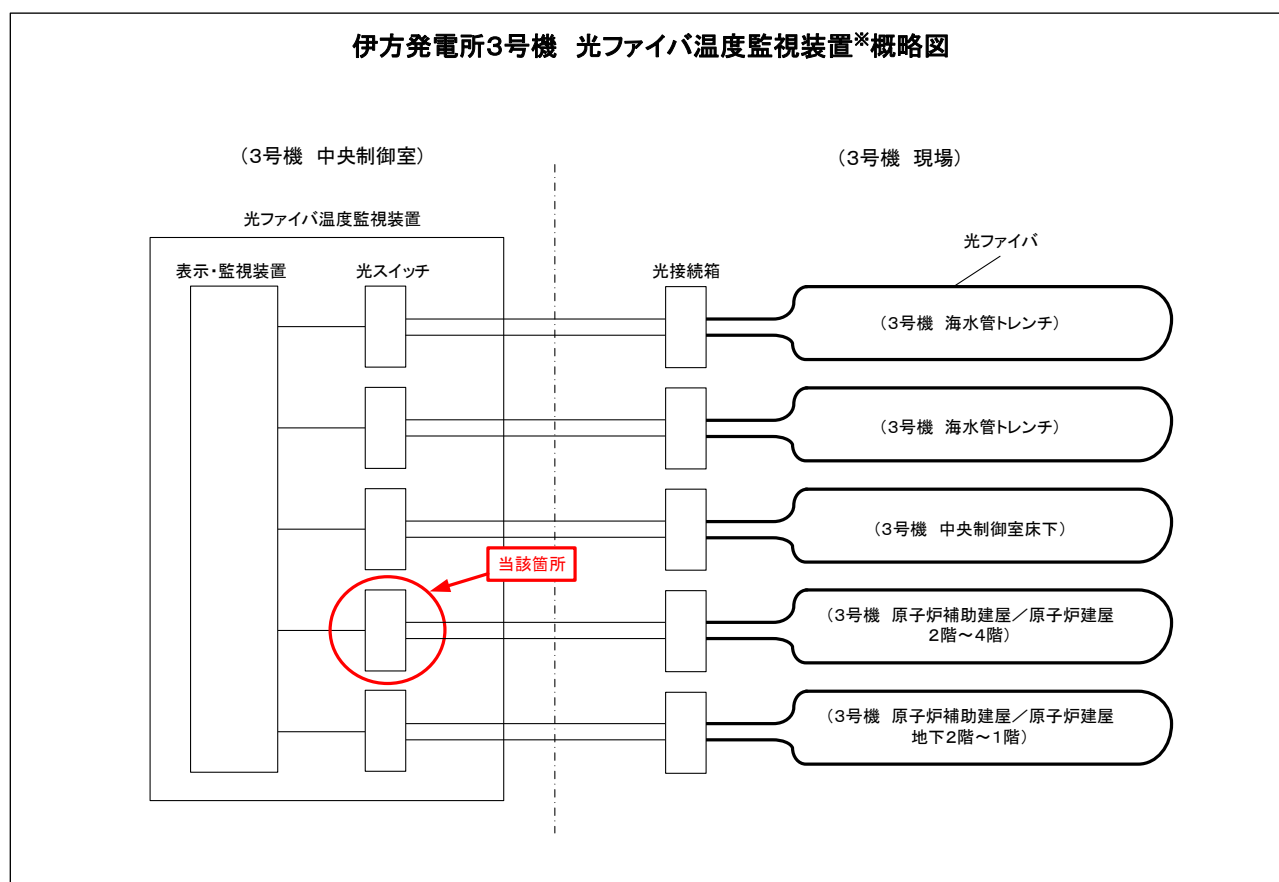 伊方発電所3号機 光ファイバ温度監視装置※概略図
(3号機 中央制御室)
(3号機 現場)
光ファイバ温度監視装置
光ファイバ
表示・監視装置
光スイッチ
光接続箱
(3号機 海水管トレンチ)
(3号機 海水管トレンチ)
(3号機 中央制御室床下)
当該箇所
(3号機 原子炉補助建屋/原子炉建屋
2階~4階)
(3号機 原子炉補助建屋/原子炉建屋
地下2階~1階)